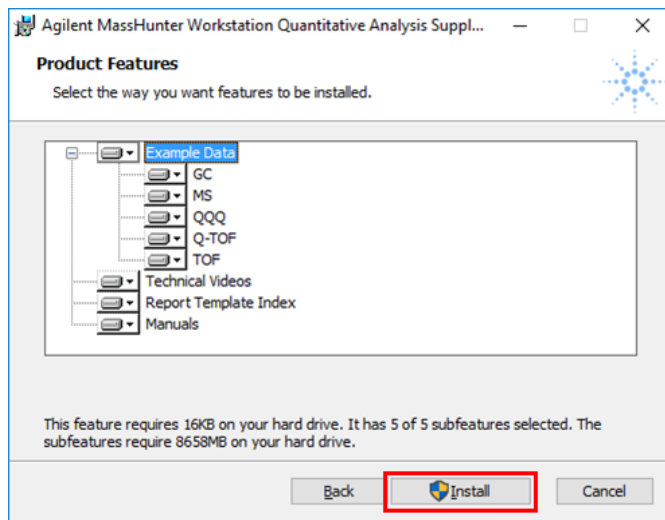 Agilent MassHunter Workstation Quantitative Analysis Suppl...
Product Features
Select the way you want features to be installed.
Example Data
GC
MS
QQQ
Q-TOF
TOF
Technical Videos
Report Template Index
Manuals
This feature requires 16KB on your hard drive. It has 5 of 5 subfeatures selected. The
subfeatures require 8658MB on your hard drive.
Back
Install
Cancel